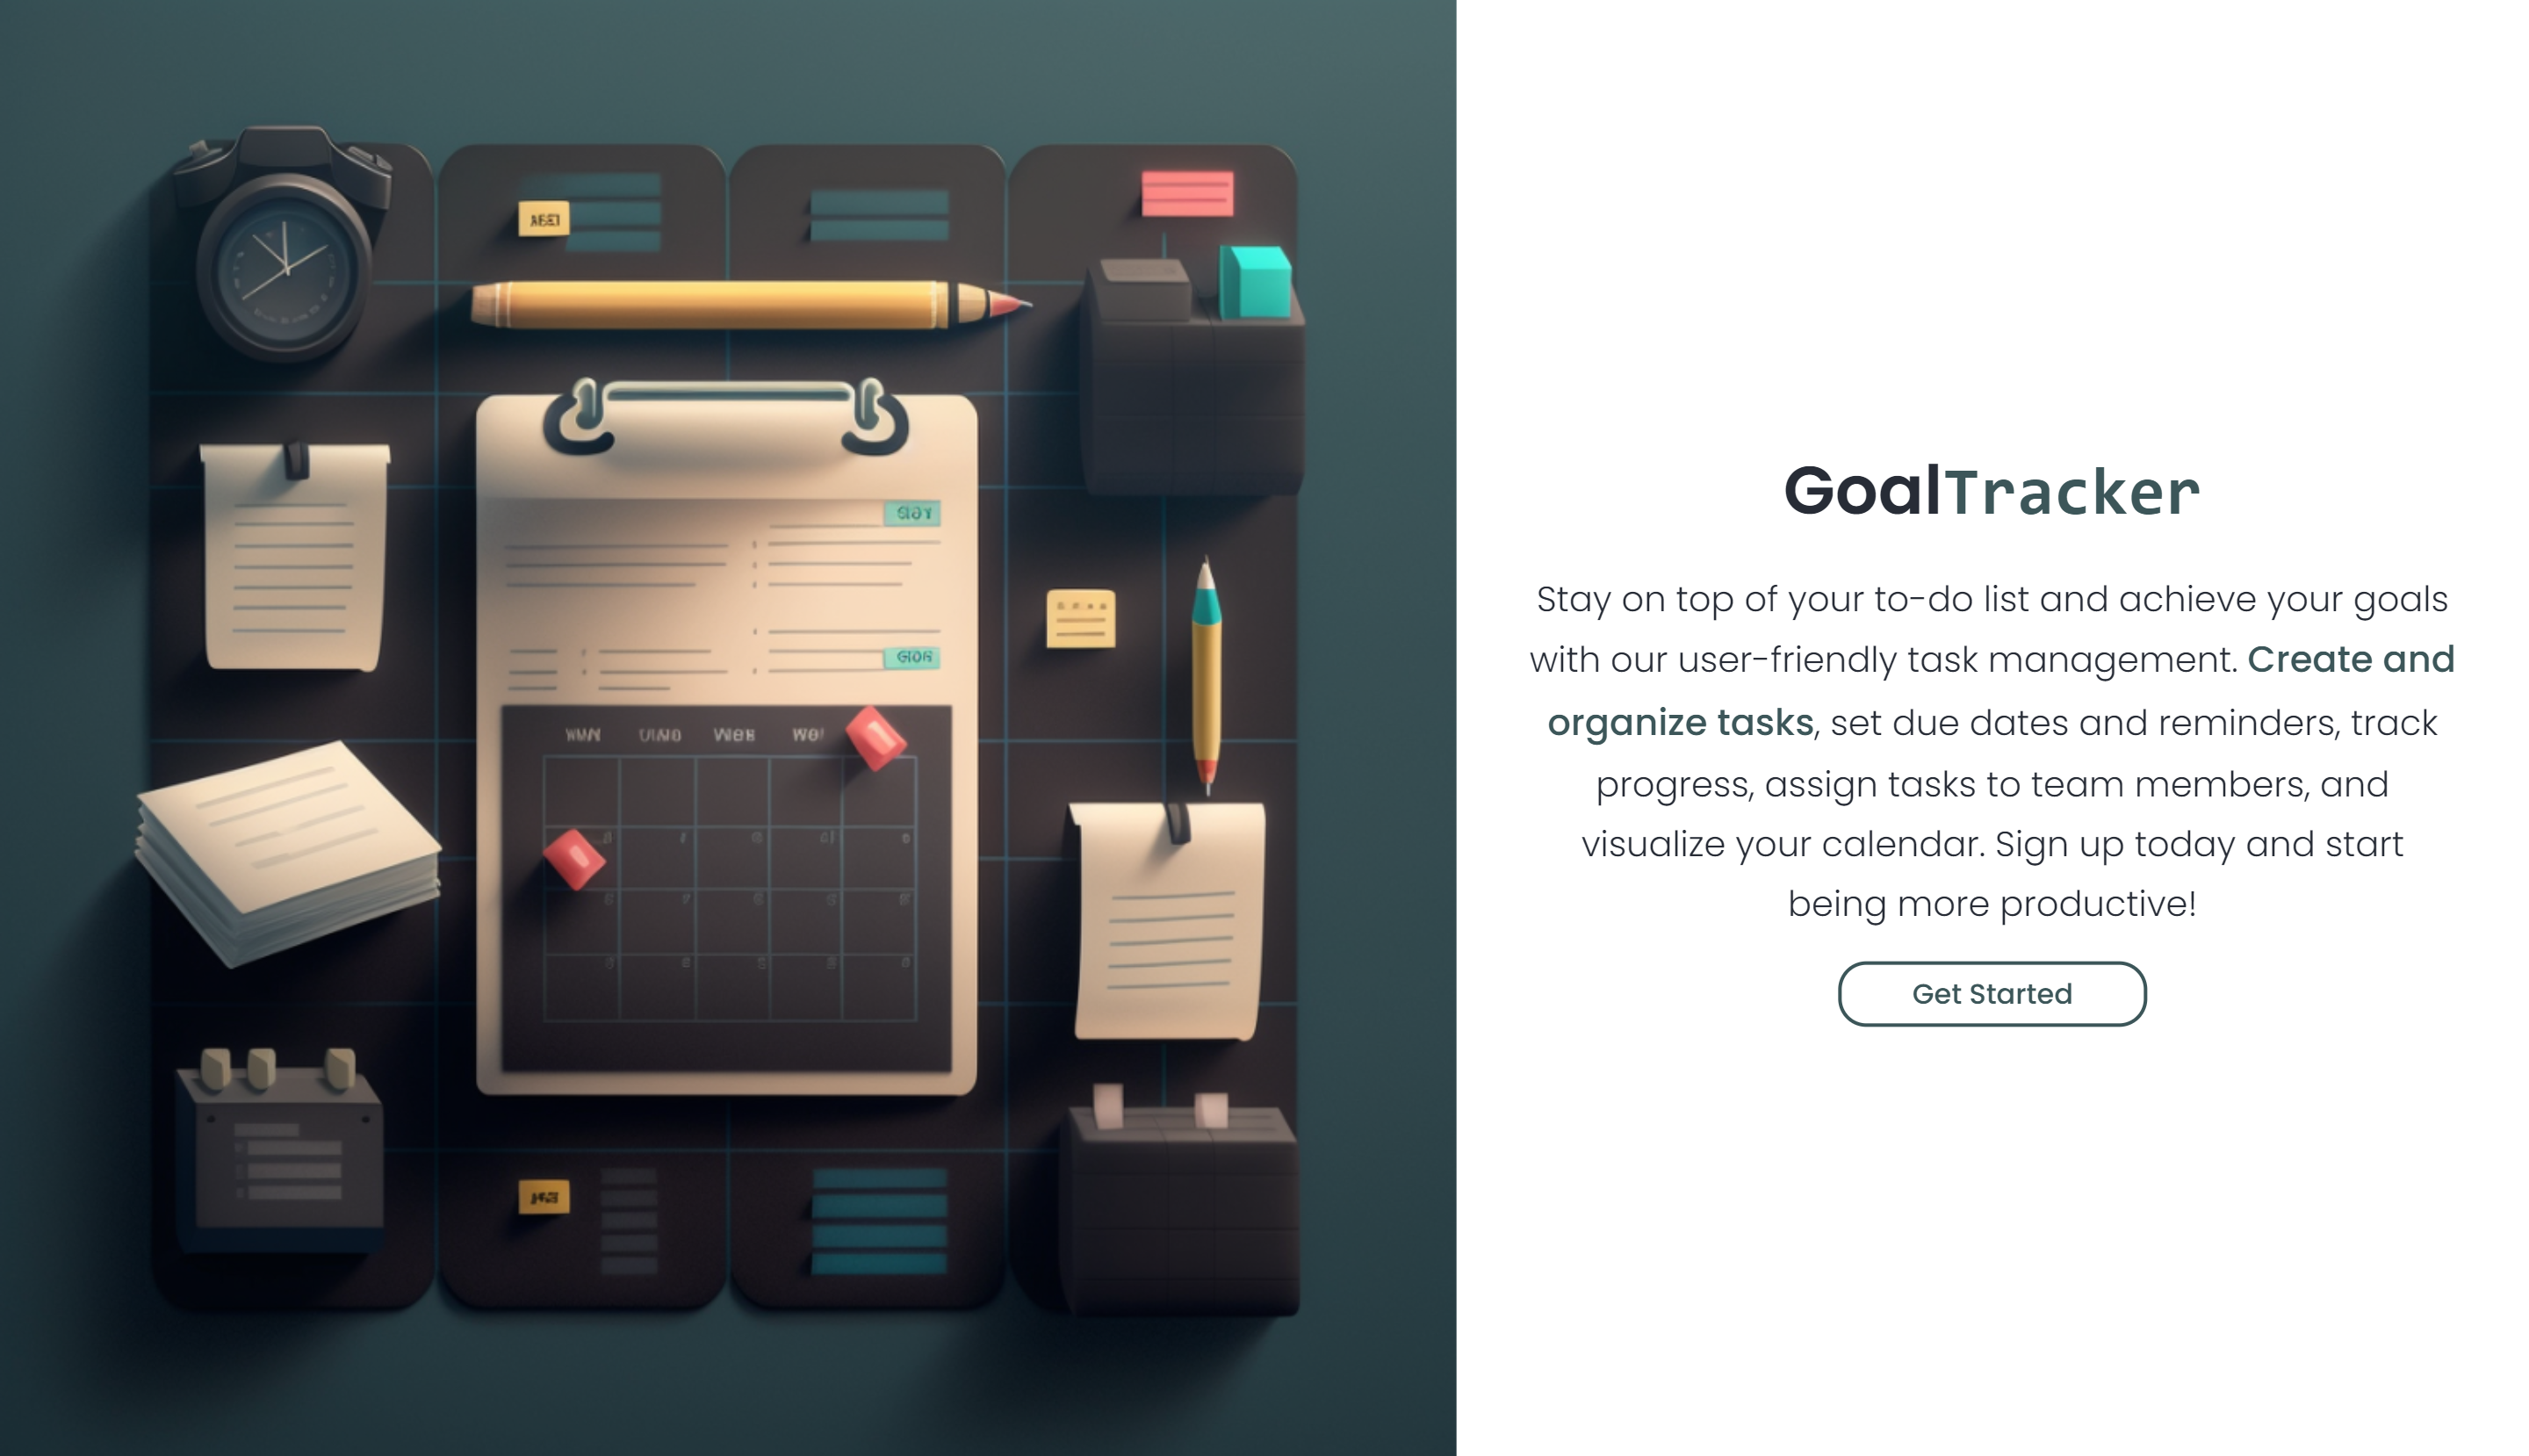 GoalTracker
Stay on top of your to-do list and achieve your goals
with our user-friendly task management. Create and
organize tasks, set due dates and reminders, track
progress, assign tasks to team members, and
visualize your calendar. Sign up today and start
being more productive!
Get Started